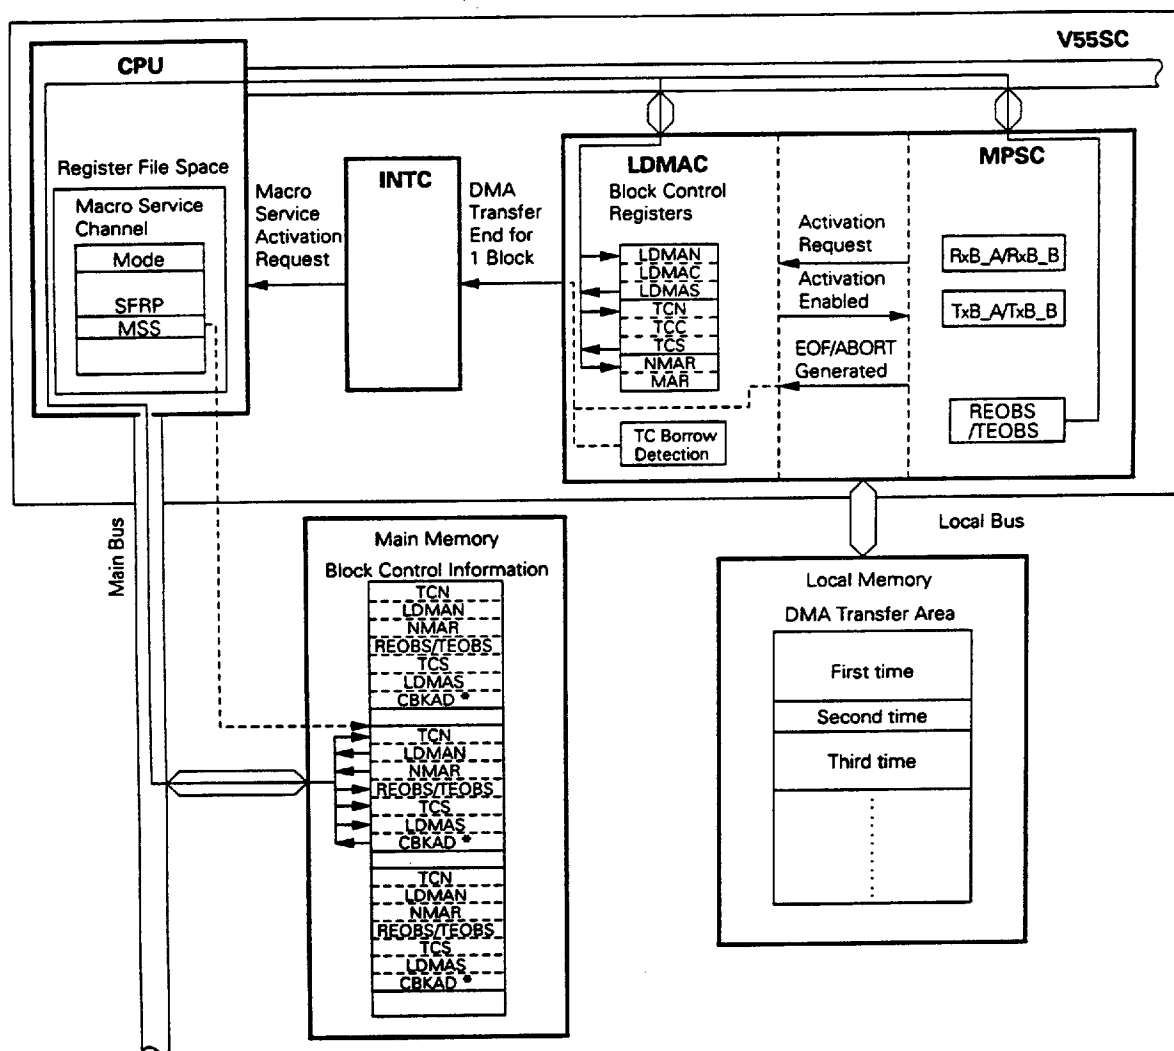 V55SC
CPU
Register File Space
Macro Service
Channel
Mode
SFRP
MSS
Macro
Service
Activation
Request
INTC
DMA
Transfer
End for
1 Block
LDMAC
Block Control
Registers
LDMAN
LDMAC
LDMAS
TCN
TCC
TCS
NMAR
MAR
TC Borrow
Detection
Activation
Request
Activation
Enabled
EOF/ABORT
Generated
MPSC
RxB_A/RxB_B
TxB_A/TxB_B
REOBS
/TEOBS
Main Bus
Local Bus
Main Memory
Block Control Information
TCN
LDMAN
NMAR
REOBS/TEOBS
TCS
LDMAS
CBKAD *
TCN
LDMAN
NMAR
REOBS/TEOBS
TCS
LDMAS
CBKAD *
TCN
LDMAN
NMAR
REOBS/TEOBS
TCS
LDMAS
CBKAD *
Local Memory
DMA Transfer Area
First time
Second time
Third time